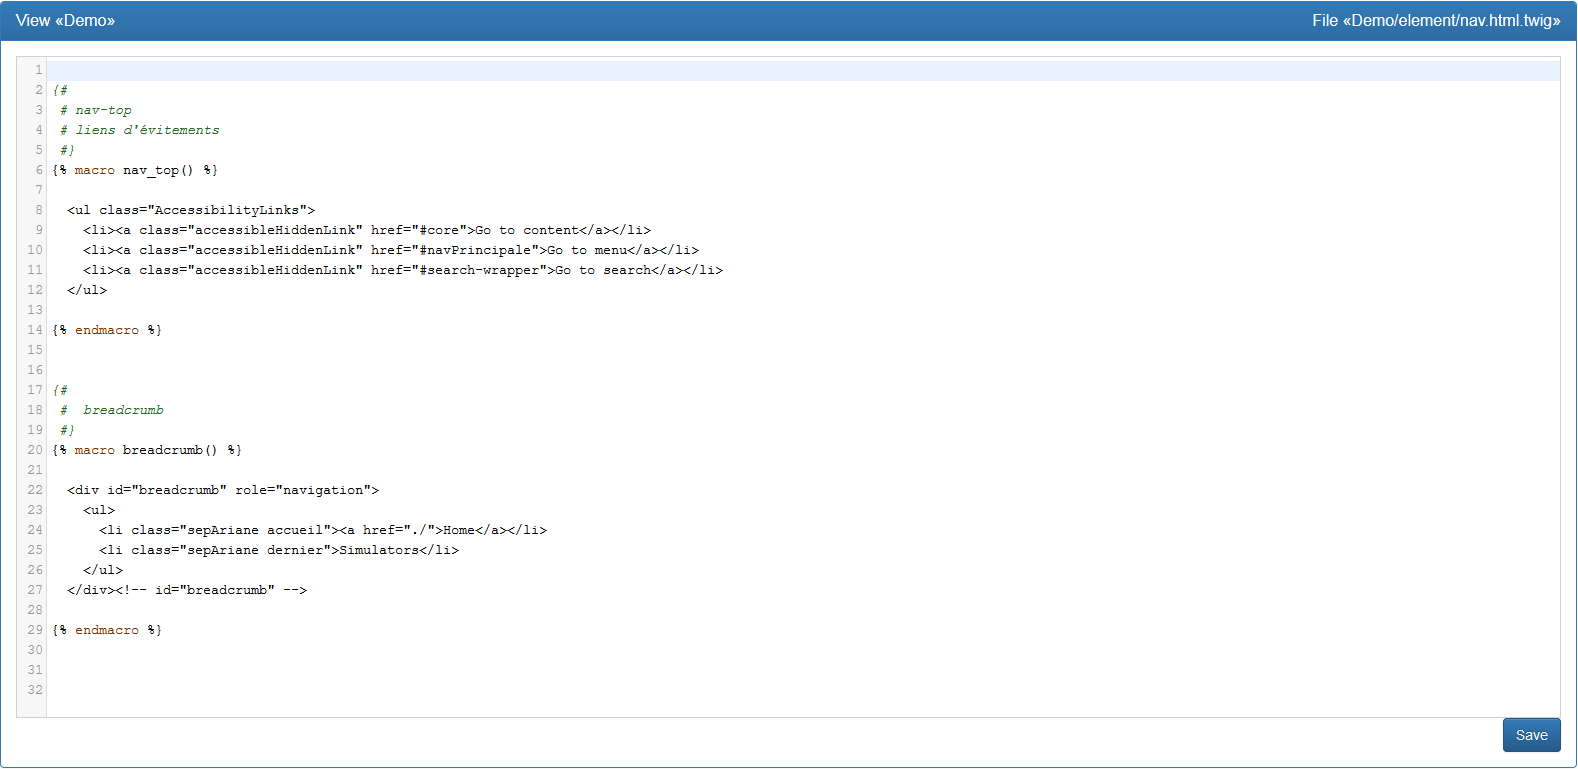 View «Demo» File «Demo/element/nav.html.twig»
1
2 {#
3 # nav-top
4 # liens d'évitements
5 #}
6 {% macro nav_top() %}
7
8 <ul class="AccessibilityLinks">
9 <li><a class="accessibleHiddenLink" href="#core">Go to content</a></li>
10 <li><a class="accessibleHiddenLink" href="#navPrincipale">Go to menu</a></li>
11 <li><a class="accessibleHiddenLink" href="#search-wrapper">Go to search</a></li>
12 </ul>
13
14 {% endmacro %}
15
16
17 {#
18 #  breadcrumb
19 #}
20 {% macro breadcrumb() %}
21
22 <div id="breadcrumb" role="navigation">
23 <ul>
24 <li class="sepAriane accueil"><a href="./">Home</a></li>
25 <li class="sepAriane dernier">Simulators</li>
26 </ul>
27 </div><!-- id="breadcrumb" -->
28
29 {% endmacro %}
30
31
32
Save